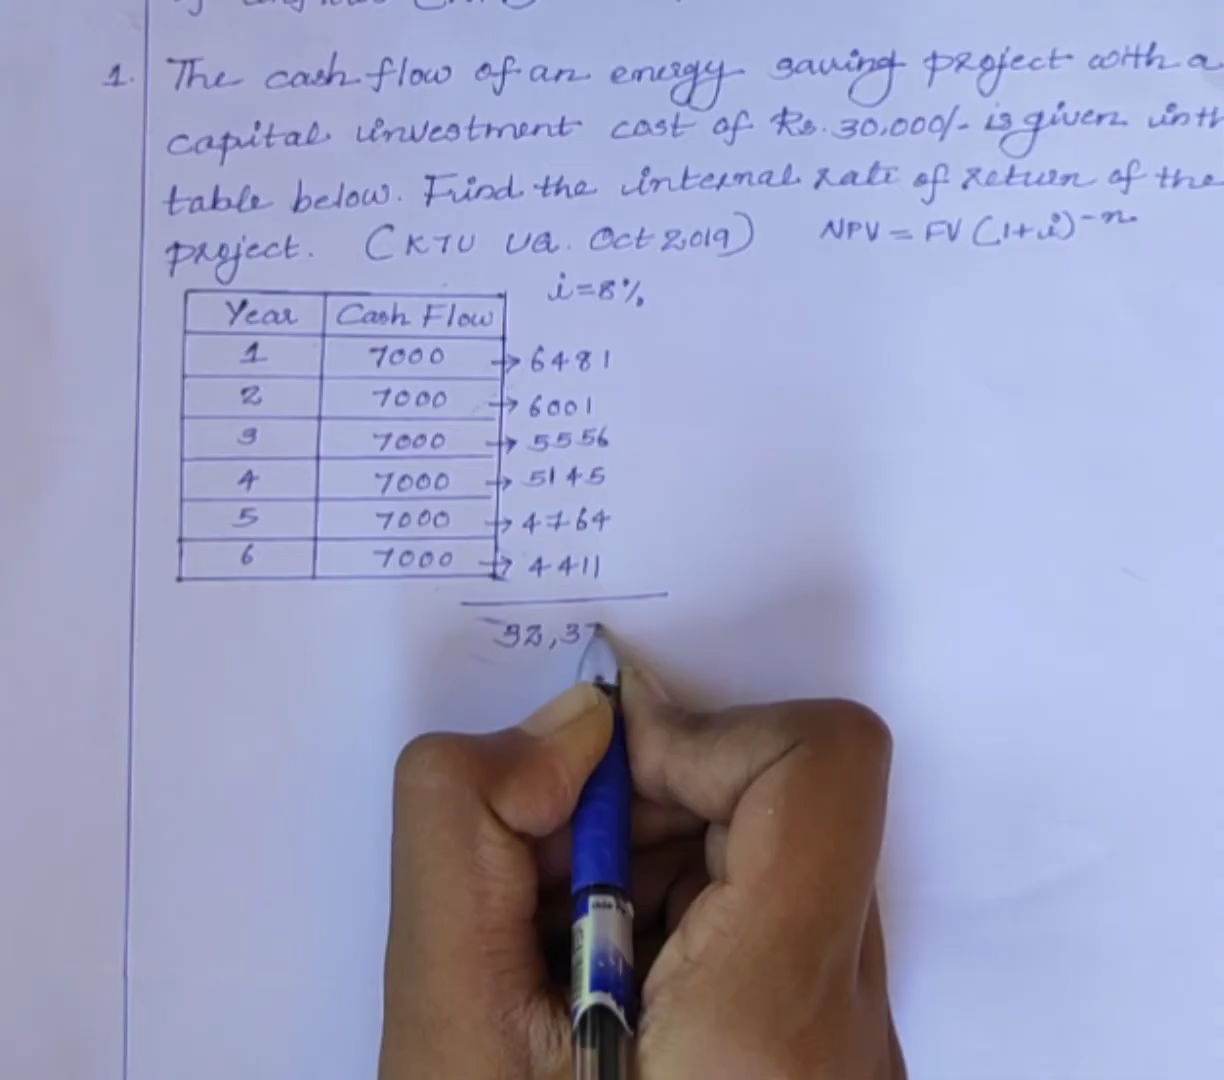 1. The cash flow of an energy saving project with a
capital investment cost of Rs. 30,000/- is given in th
table below. Find the internal rate of return of the
project. (KTU UQ. Oct 2019) NPV = FV (1+i)^-n
i=8%
Year Cash Flow
1 7000 → 6481
2 7000 → 6001
3 7000 → 5556
4 7000 → 5145
5 7000 → 4764
6 7000 → 4411
32,3